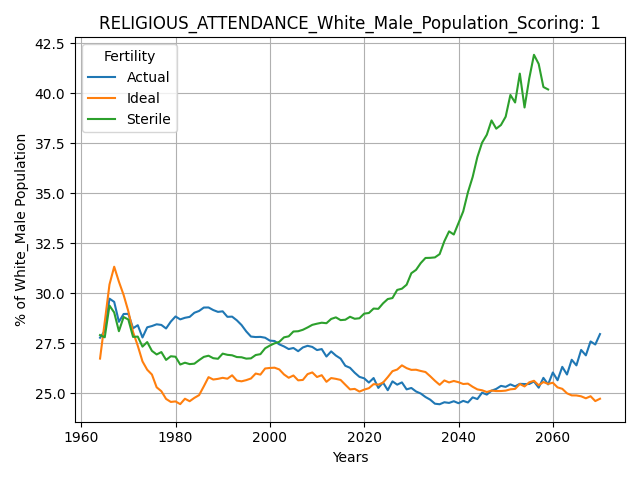 RELIGIOUS_ATTENDANCE_White_Male_Population_Scoring: 1
42.5
40.0
37.5
35.0
32.5
30.0
27.5
25.0
% of White_Male Population
Fertility
Actual
Ideal
Sterile
1960
1980
2000
2020
2040
2060
Years